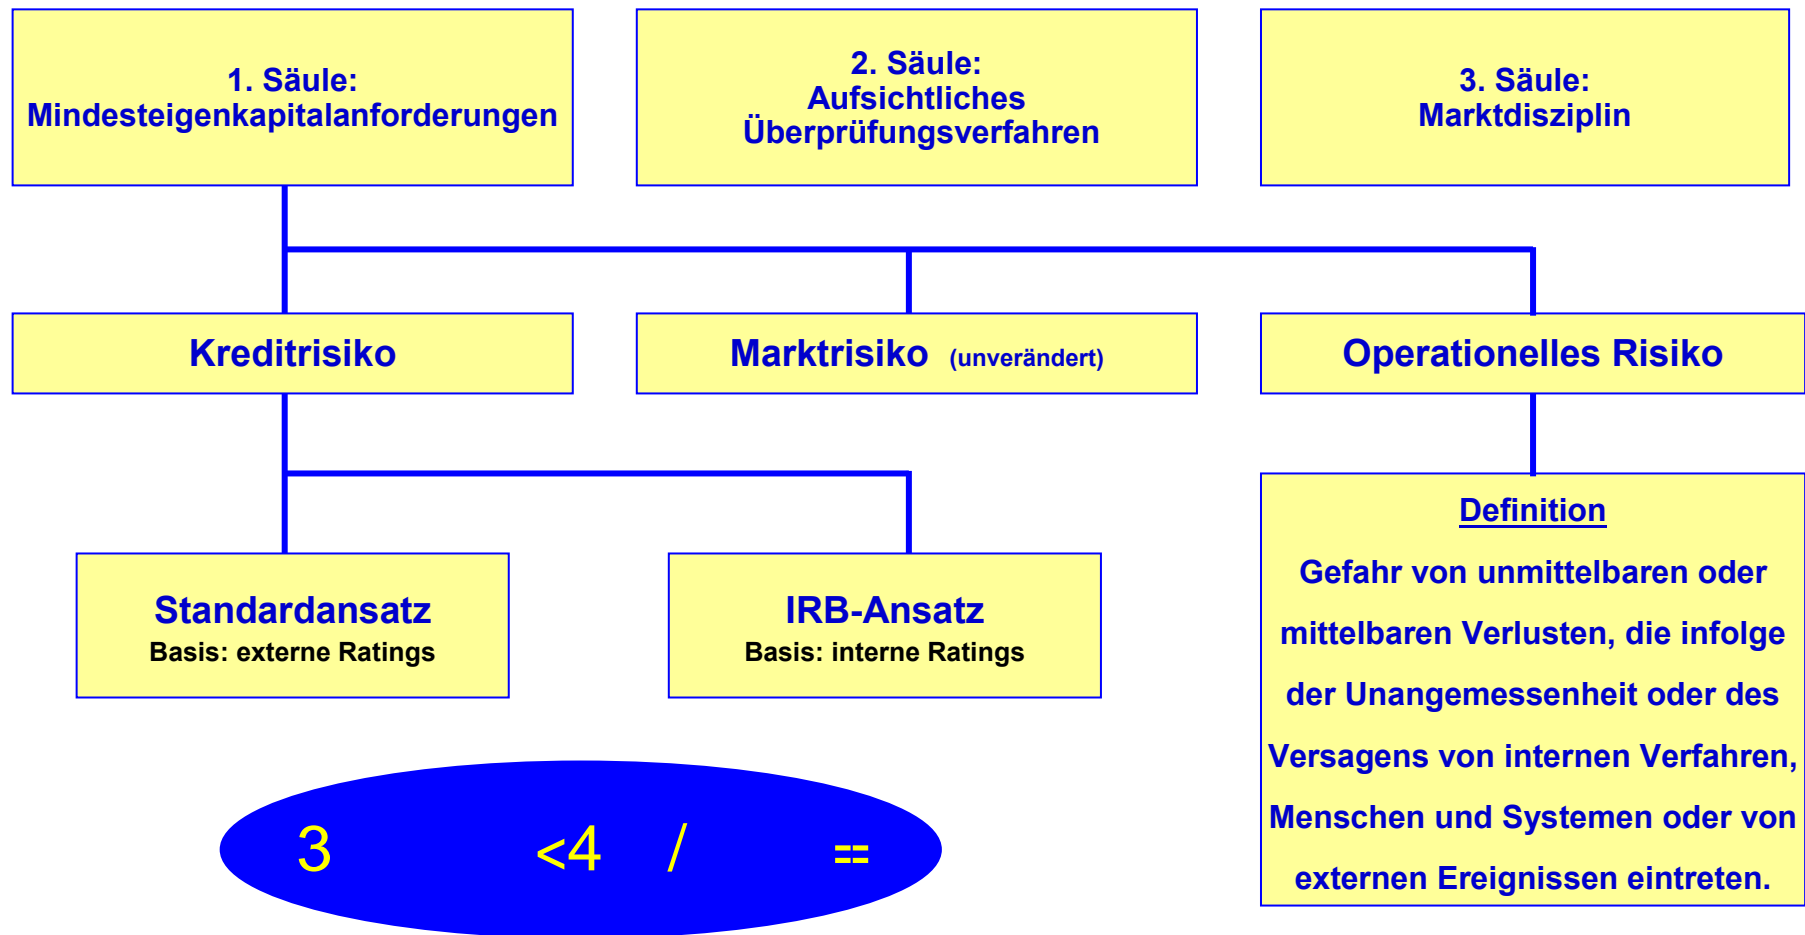 1. Säule:
Mindesteigenkapitalanforderungen
2. Säule:
Aufsichtliches
Überprüfungsverfahren
3. Säule:
Marktdisziplin
Kreditrisiko
Marktrisiko (unverändert)
Operationelles Risiko
Standardansatz
Basis: externe Ratings
IRB-Ansatz
Basis: interne Ratings
Definition
Gefahr von unmittelbaren oder
mittelbaren Verlusten, die infolge
der Unangemessenheit oder des
Versagens von internen Verfahren,
Menschen und Systemen oder von
externen Ereignissen eintreten.
3 <4 / =